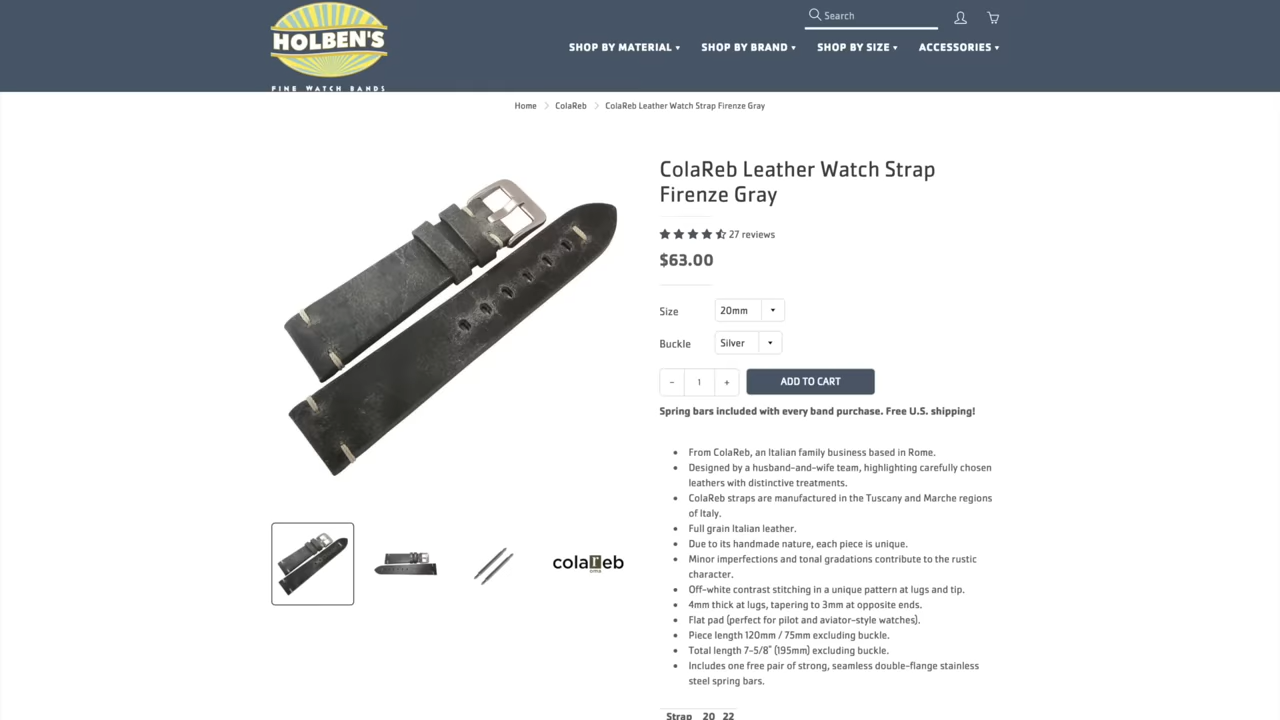 HOLBEN'S
FINE WATCH BANDS
Search
SHOP BY MATERIAL
SHOP BY BRAND
SHOP BY SIZE
ACCESSORIES
Home
ColaReb
ColaReb Leather Watch Strap Firenze Gray
ColaReb Leather Watch Strap
Firenze Gray
27 reviews
$63.00
Size 20mm
Buckle Silver
- 1 +
ADD TO CART
Spring bars included with every band purchase. Free U.S. shipping!
From ColaReb, an Italian family business based in Rome.
Designed by a husband-and-wife team, highlighting carefully chosen
leathers with distinctive treatments.
ColaReb straps are manufactured in the Tuscany and Marche regions
of Italy.
Full grain Italian leather.
Due to its handmade nature, each piece is unique.
Minor imperfections and tonal gradations contribute to the rustic
character.
Off-white contrast stitching in a unique pattern at lugs and tip.
4mm thick at lugs, tapering to 3mm at opposite ends.
Flat pad (perfect for pilot and aviator-style watches).
Piece length 120mm / 75mm excluding buckle.
Total length 7-5/8" (195mm) excluding buckle.
Includes one free pair of strong, seamless double-flange stainless
steel spring bars.
colareb
Strap 20 22